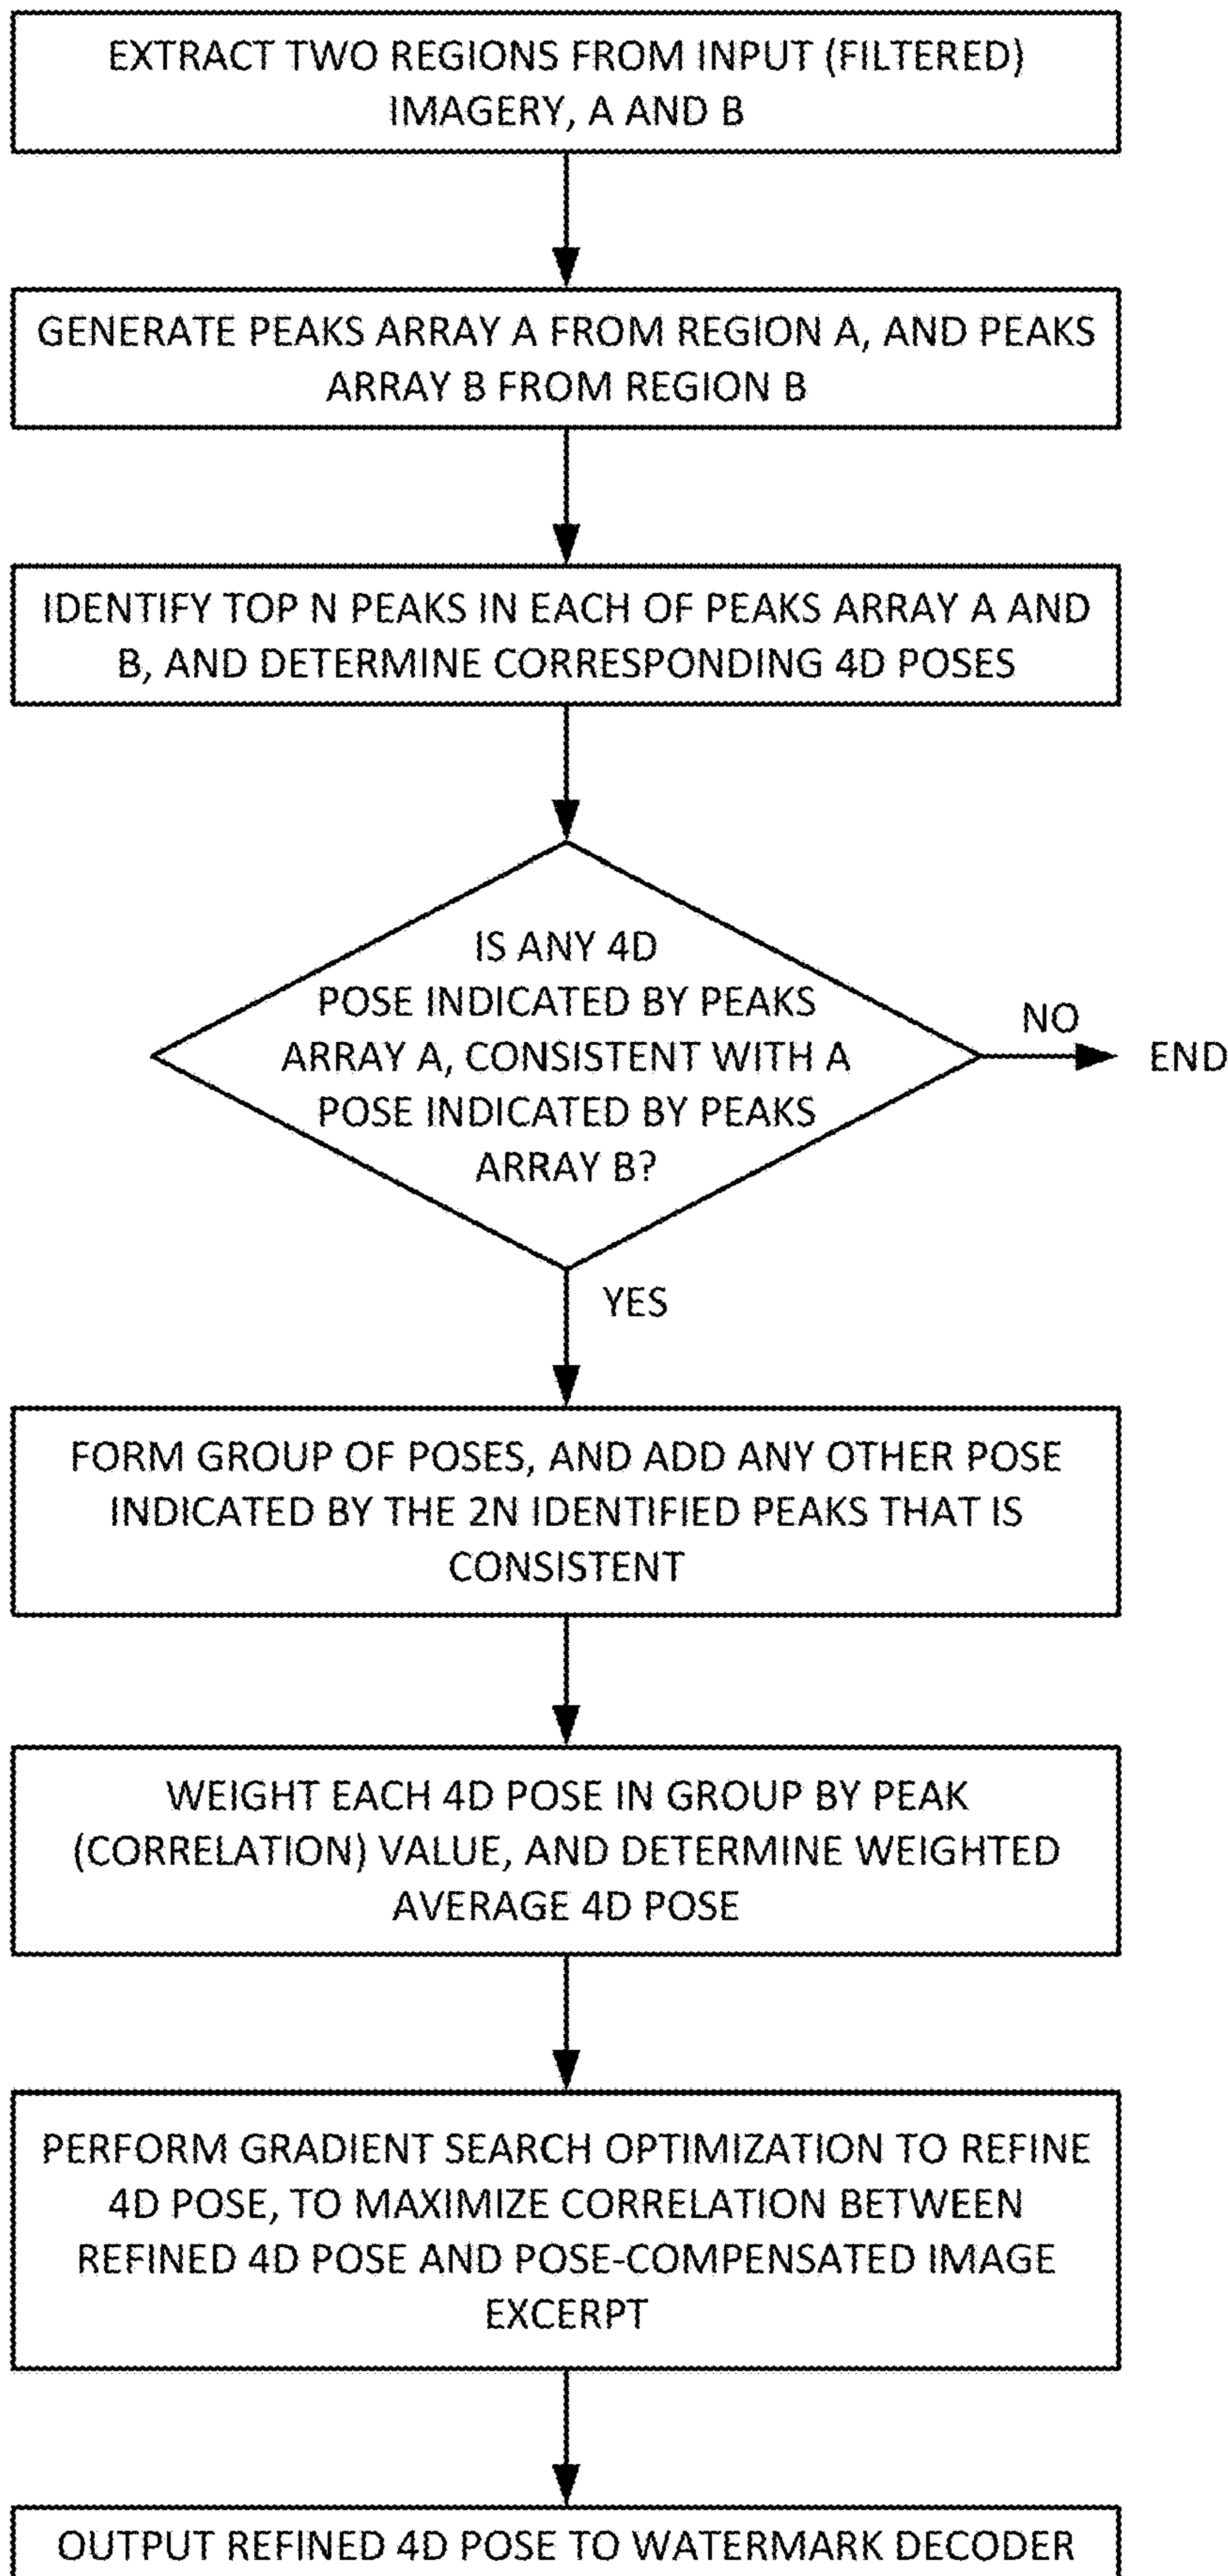 EXTRACT TWO REGIONS FROM INPUT (FILTERED)
IMAGERY, A AND B
GENERATE PEAKS ARRAY A FROM REGION A, AND PEAKS
ARRAY B FROM REGION B
IDENTIFY TOP N PEAKS IN EACH OF PEAKS ARRAY A AND
B, AND DETERMINE CORRESPONDING 4D POSES
IS ANY 4D
POSE INDICATED BY PEAKS
ARRAY A, CONSISTENT WITH A
POSE INDICATED BY PEAKS
ARRAY B?
NO
END
YES
FORM GROUP OF POSES, AND ADD ANY OTHER POSE
INDICATED BY THE 2N IDENTIFIED PEAKS THAT IS
CONSISTENT
WEIGHT EACH 4D POSE IN GROUP BY PEAK
(CORRELATION) VALUE, AND DETERMINE WEIGHTED
AVERAGE 4D POSE
PERFORM GRADIENT SEARCH OPTIMIZATION TO REFINE
4D POSE, TO MAXIMIZE CORRELATION BETWEEN
REFINED 4D POSE AND POSE-COMPENSATED IMAGE
EXCERPT
OUTPUT REFINED 4D POSE TO WATERMARK DECODER